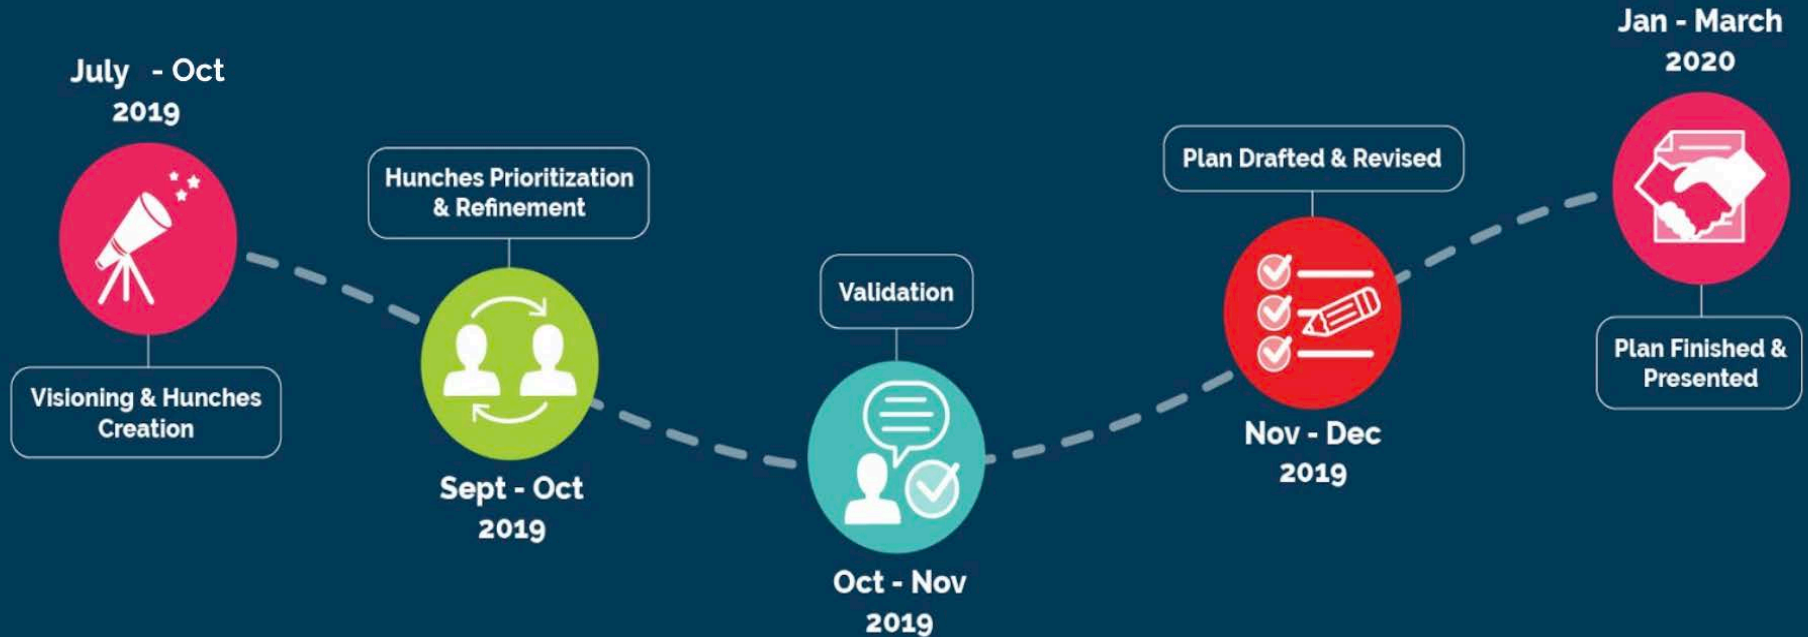 July - Oct
2019
Visioning & Hunches
Creation
Hunches Prioritization
& Refinement
Sept - Oct
2019
Validation
Oct - Nov
2019
Plan Drafted & Revised
Nov - Dec
2019
Jan - March
2020
Plan Finished &
Presented